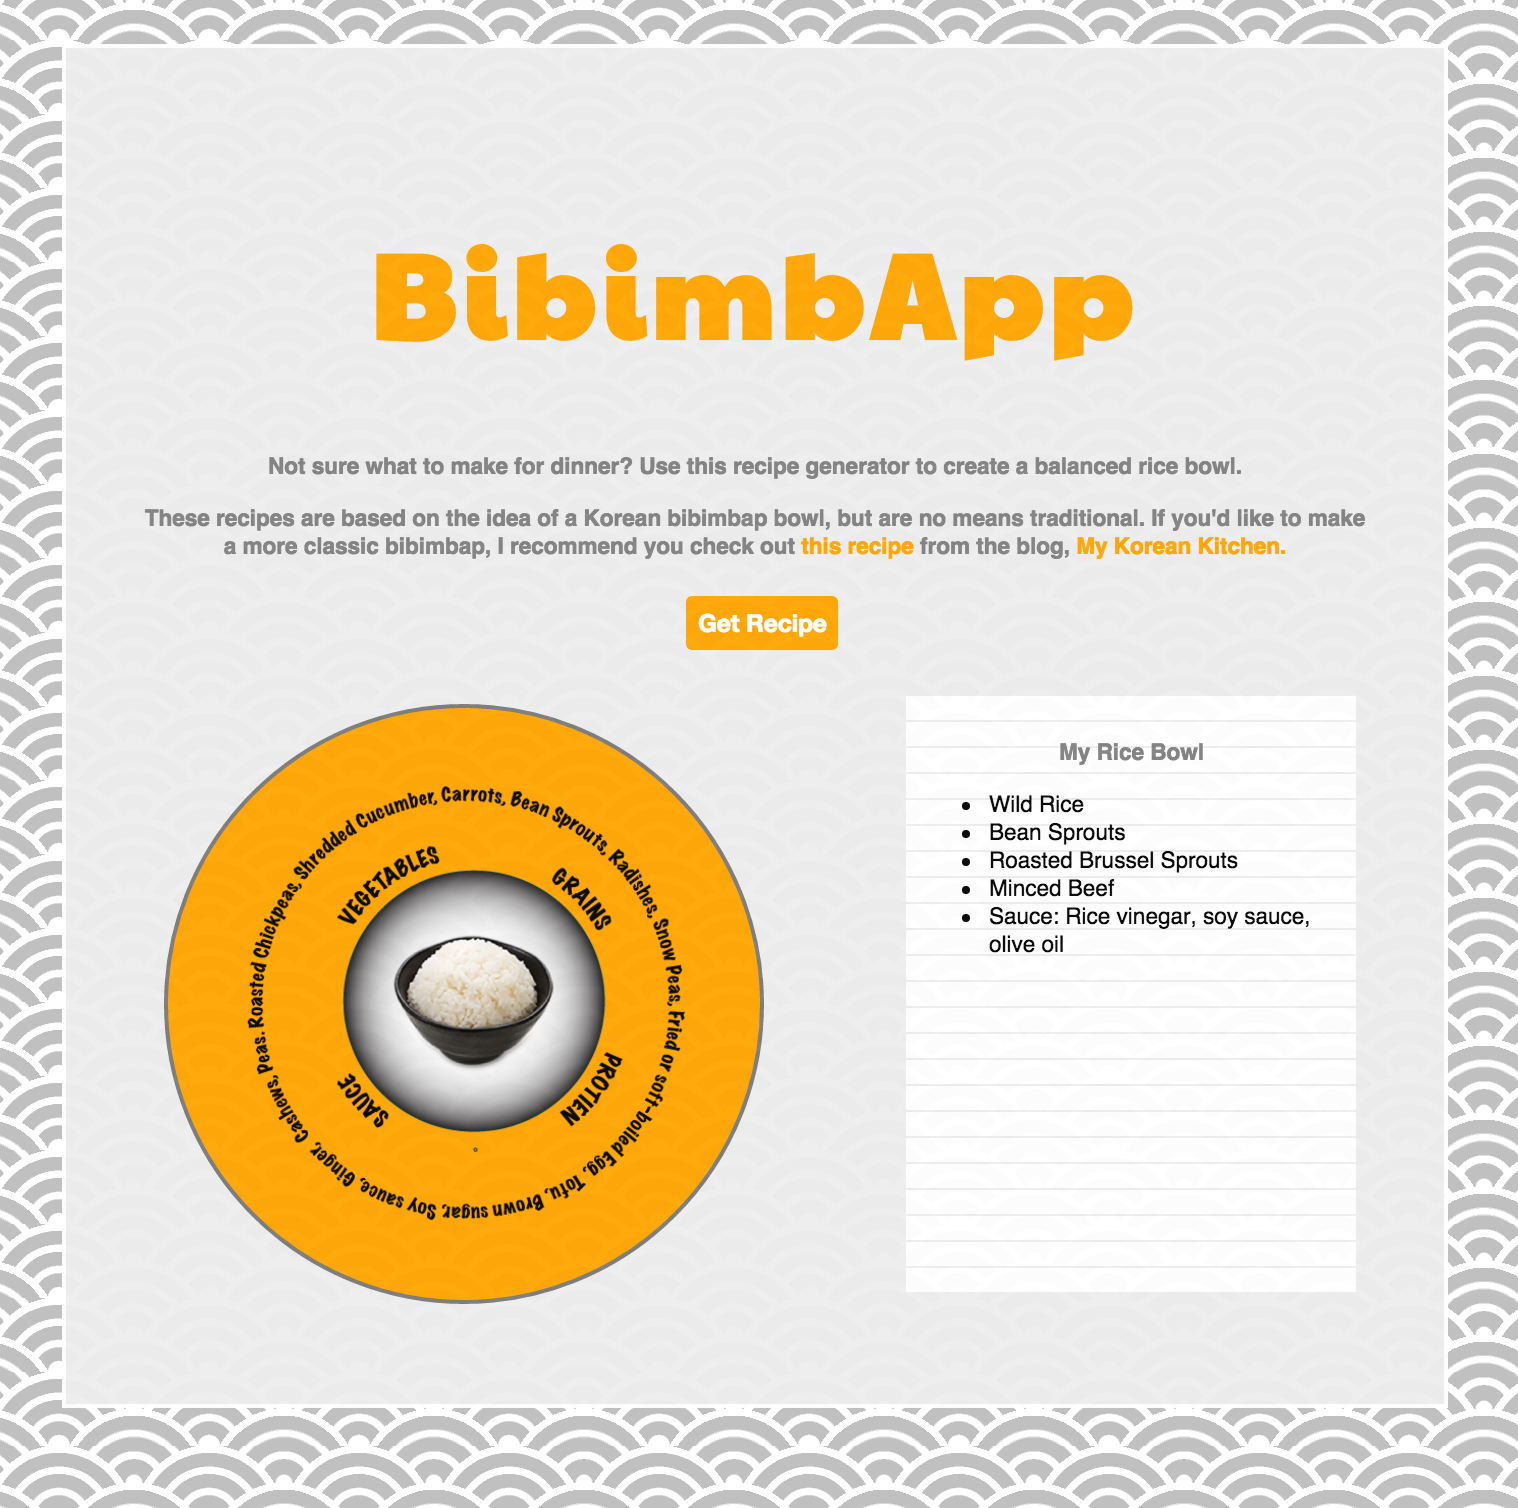 BibimbApp
Not sure what to make for dinner? Use this recipe generator to create a balanced rice bowl.
These recipes are based on the idea of a Korean bibimbap bowl, but are no means traditional. If you'd like to make
a more classic bibimbap, I recommend you check out this recipe from the blog, My Korean Kitchen.
Get Recipe
Roasted Chickpeas, Shredded Cucumber, Carrots, Bean Sprouts, Radishes, Snow Peas, Fried or soft-boiled Egg, Tofu, Brown sugar, Soy sauce, Ginger, Cashews, Peas.
VEGETABLES
GRAINS
PROTIEN
SAUCE
My Rice Bowl
Wild Rice
Bean Sprouts
Roasted Brussel Sprouts
Minced Beef
Sauce: Rice vinegar, soy sauce,
olive oil